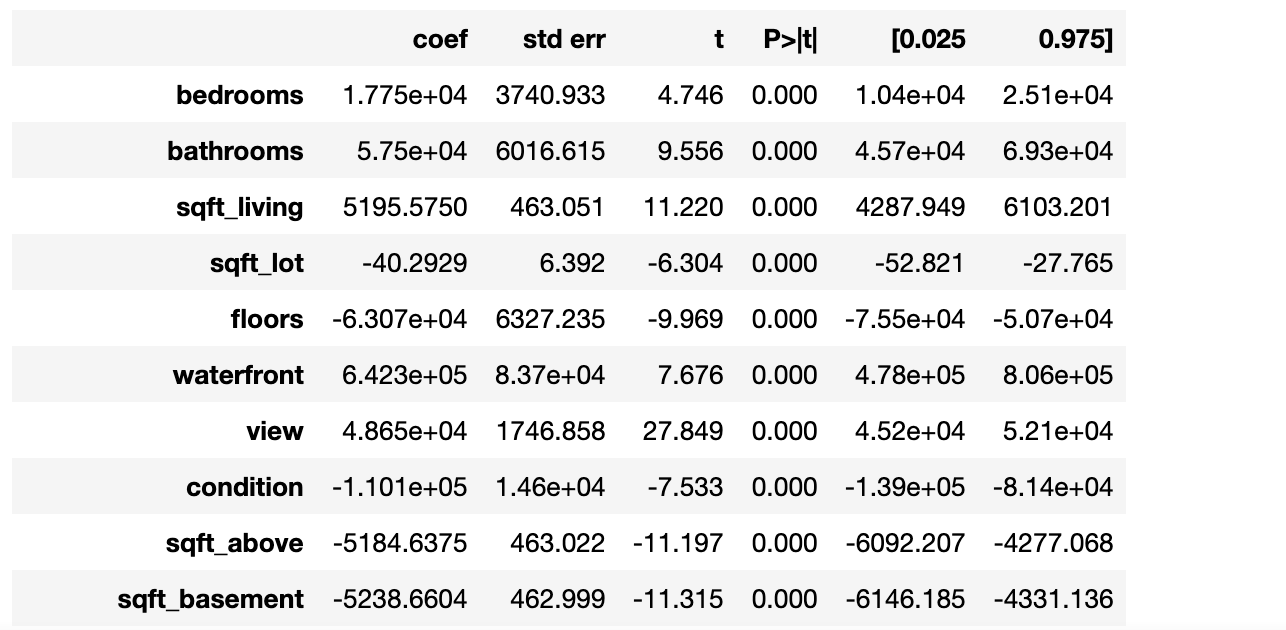 coef std err t P>|t| [0.025 0.975]
bedrooms 1.775e+04 3740.933 4.746 0.000 1.04e+04 2.51e+04
bathrooms 5.75e+04 6016.615 9.556 0.000 4.57e+04 6.93e+04
sqft_living 5195.5750 463.051 11.220 0.000 4287.949 6103.201
sqft_lot -40.2929 6.392 -6.304 0.000 -52.821 -27.765
floors -6.307e+04 6327.235 -9.969 0.000 -7.55e+04 -5.07e+04
waterfront 6.423e+05 8.37e+04 7.676 0.000 4.78e+05 8.06e+05
view 4.865e+04 1746.858 27.849 0.000 4.52e+04 5.21e+04
condition -1.101e+05 1.46e+04 -7.533 0.000 -1.39e+05 -8.14e+04
sqft_above -5184.6375 463.022 -11.197 0.000 -6092.207 -4277.068
sqft_basement -5238.6604 462.999 -11.315 0.000 -6146.185 -4331.136